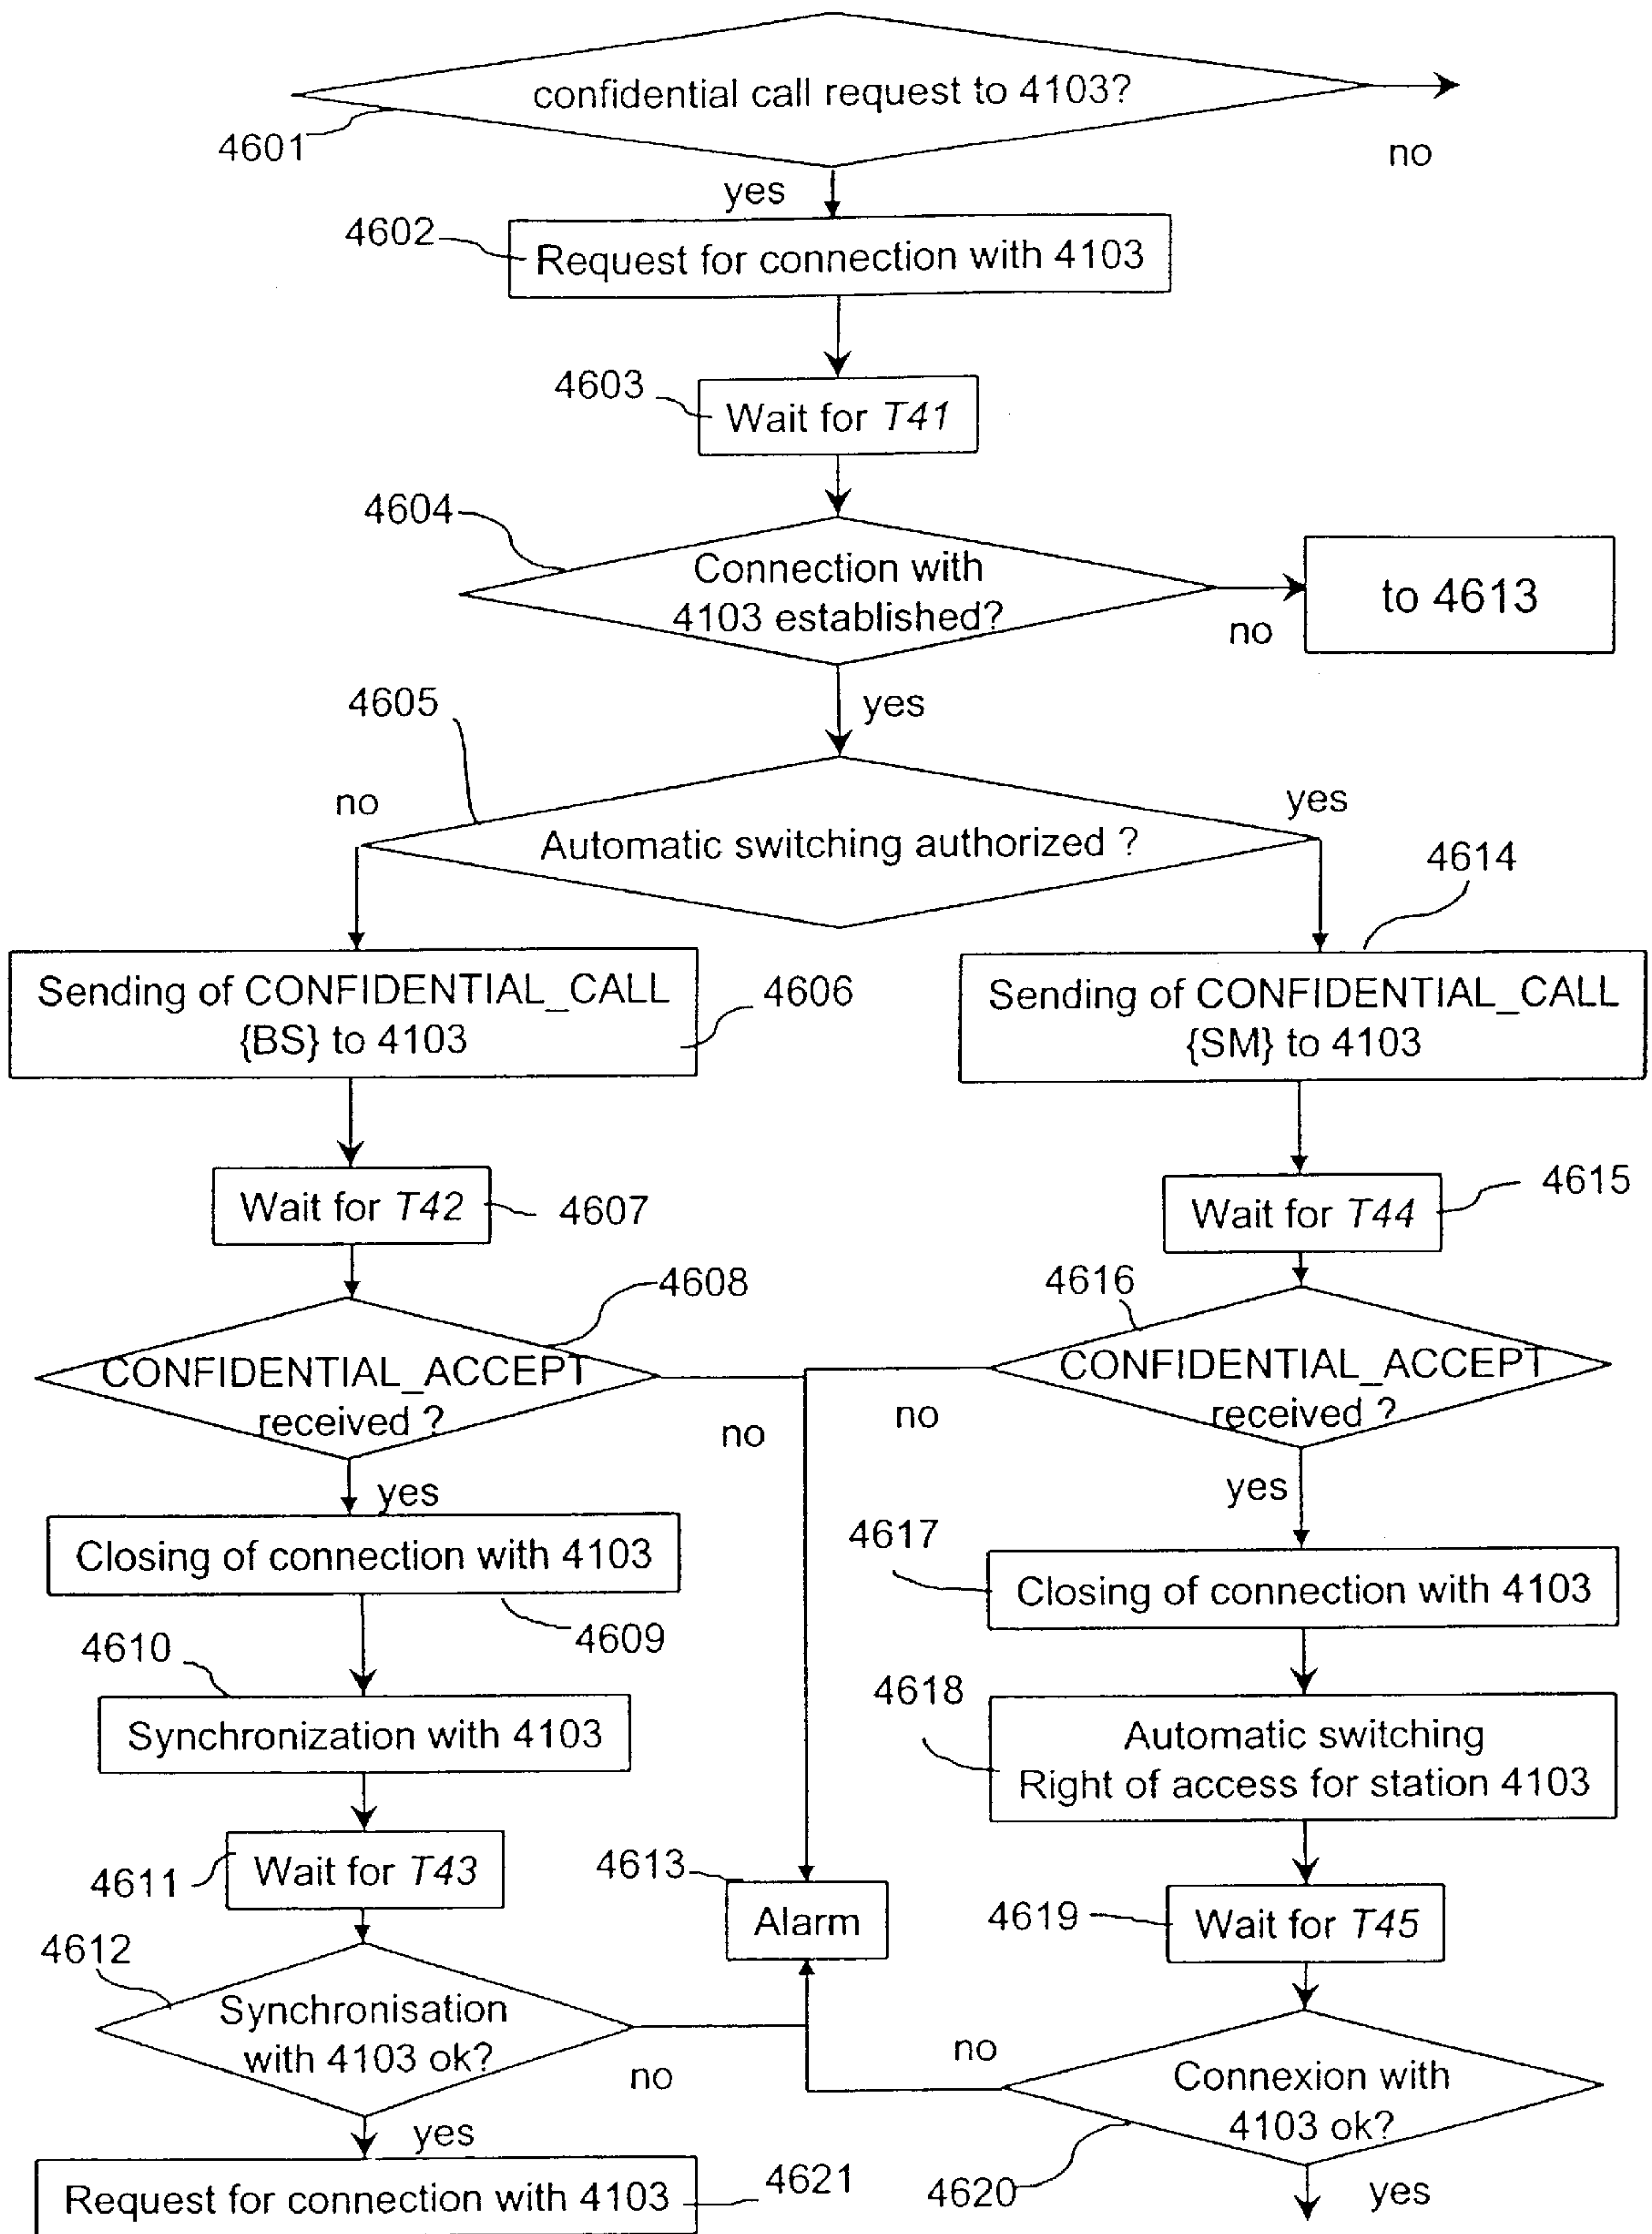 confidential call request to 4103?
4601
no
yes
4602
Request for connection with 4103
4603
Wait for T41
4604
Connection with
4103 established?
to 4613
no
4605
yes
no
yes
Automatic switching authorized ?
4614
Sending of CONFIDENTIAL_CALL
{BS} to 4103
4606
Sending of CONFIDENTIAL_CALL
{SM} to 4103
Wait for T42
4607
Wait for T44
4615
4608
4616
CONFIDENTIAL_ACCEPT
received ?
no
no
CONFIDENTIAL_ACCEPT
received ?
yes
yes
Closing of connection with 4103
4609
4617
Closing of connection with 4103
4610
Synchronization with 4103
4618
Automatic switching
Right of access for station 4103
4611
Wait for T43
4613
Alarm
4619
Wait for T45
4612
Synchronisation
with 4103 ok?
no
no
Connexion with
4103 ok?
yes
Request for connection with 4103
4621
4620
yes